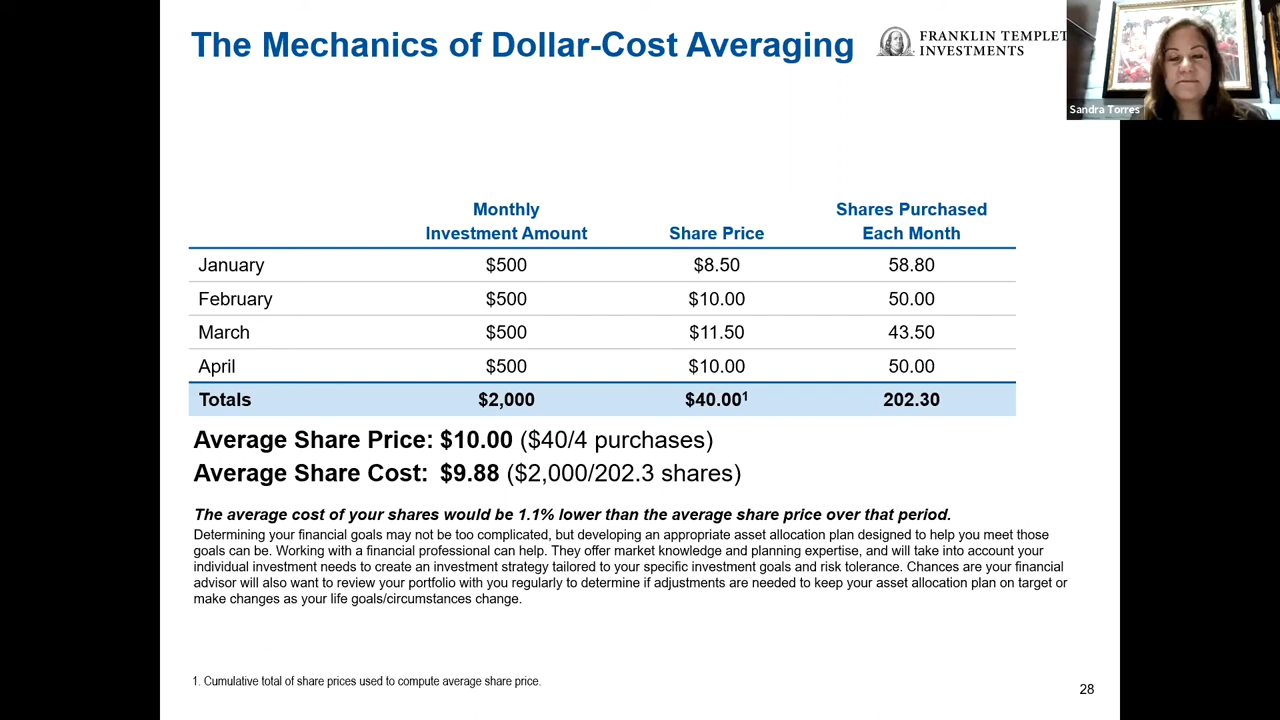 The Mechanics of Dollar-Cost Averaging
FRANKLIN TEMPLET
INVESTMENTS
Sandra Torres
Monthly Investment Amount Share Price Shares Purchased Each Month
January $500 $8.50 58.80
February $500 $10.00 50.00
March $500 $11.50 43.50
April $500 $10.00 50.00
Totals $2,000 $40.00¹ 202.30
Average Share Price: $10.00 ($40/4 purchases)
Average Share Cost: $9.88 ($2,000/202.3 shares)
The average cost of your shares would be 1.1% lower than the average share price over that period.
Determining your financial goals may not be too complicated, but developing an appropriate asset allocation plan designed to help you meet those
goals can be. Working with a financial professional can help. They offer market knowledge and planning expertise, and will take into account your
individual investment needs to create an investment strategy tailored to your specific investment goals and risk tolerance. Chances are your financial
advisor will also want to review your portfolio with you regularly to determine if adjustments are needed to keep your asset allocation plan on target or
make changes as your life goals/circumstances change.
1. Cumulative total of share prices used to compute average share price.
28